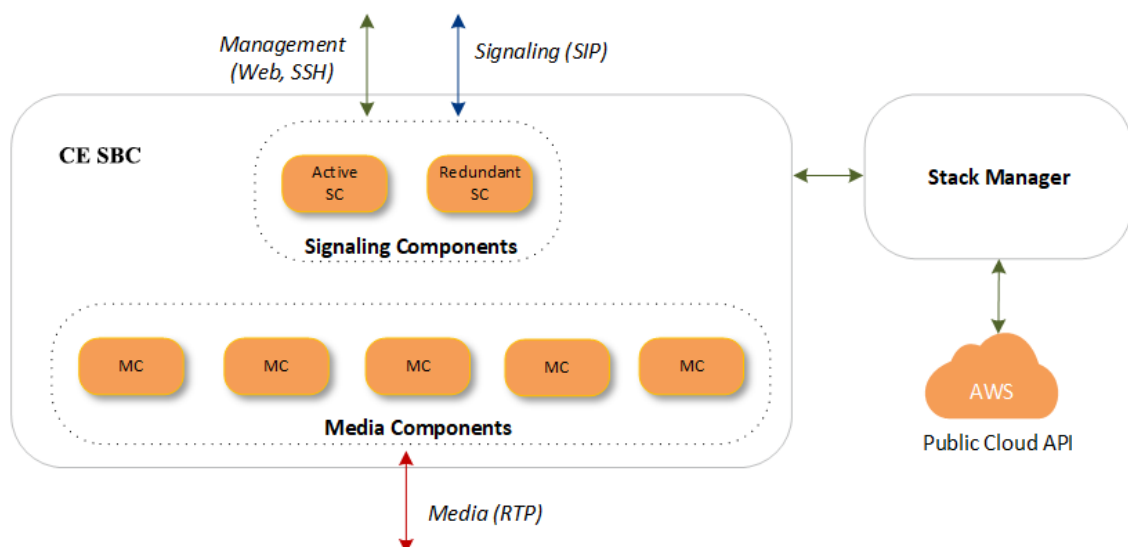 Management
(Web, SSH)
Signaling (SIP)
CE SBC
Active
SC
Redundant
SC
Signaling Components
Stack Manager
MC
MC
MC
MC
MC
Media Components
AWS
Public Cloud API
Media (RTP)